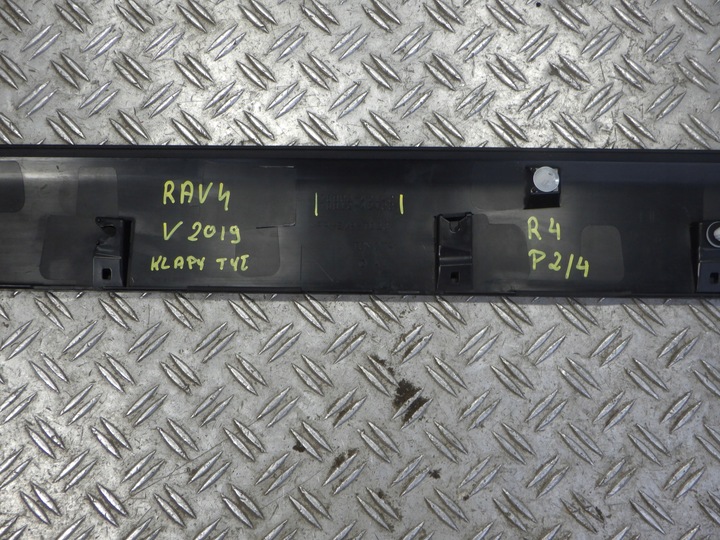 RAV4
V 2019
KLAPY TYŁ
R4
P2/4